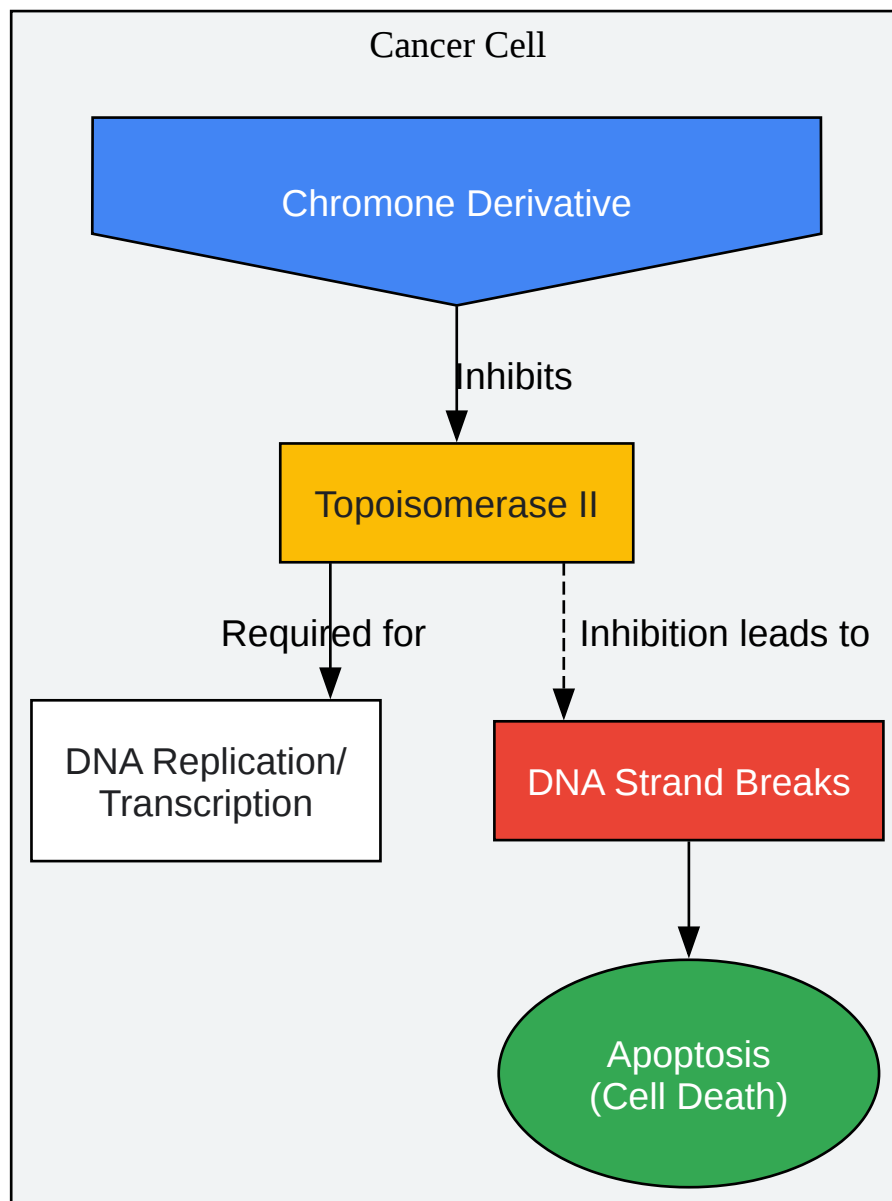 Cancer Cell
Chromone Derivative
Inhibits
Topoisomerase II
Required for
Inhibition leads to
DNA Replication/
Transcription
DNA Strand Breaks
Apoptosis
(Cell Death)